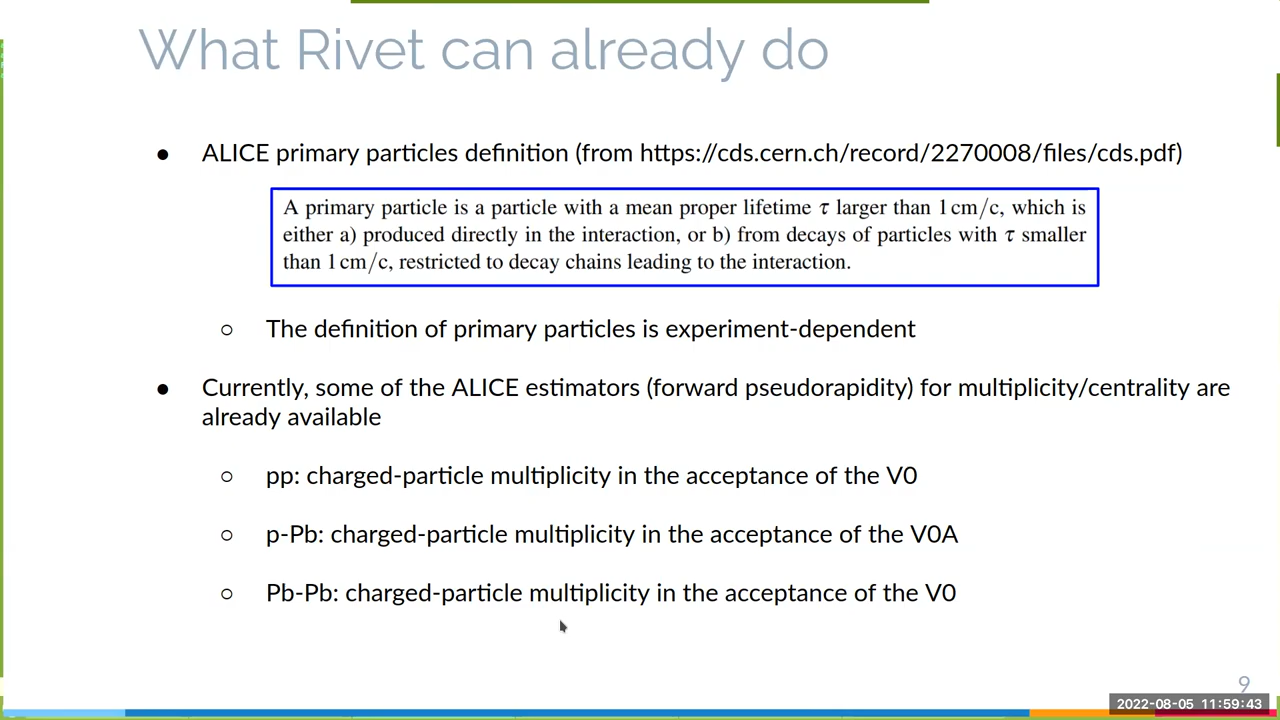 What Rivet can already do
● ALICE primary particles definition (from https://cds.cern.ch/record/2270008/files/cds.pdf)
A primary particle is a particle with a mean proper lifetime τ larger than 1 cm/c, which is
either a) produced directly in the interaction, or b) from decays of particles with τ smaller
than 1 cm/c, restricted to decay chains leading to the interaction.
○ The definition of primary particles is experiment-dependent
● Currently, some of the ALICE estimators (forward pseudorapidity) for multiplicity/centrality are
already available
○ pp: charged-particle multiplicity in the acceptance of the V0
○ p-Pb: charged-particle multiplicity in the acceptance of the V0A
○ Pb-Pb: charged-particle multiplicity in the acceptance of the V0
9
2022-08-05 11:59:43